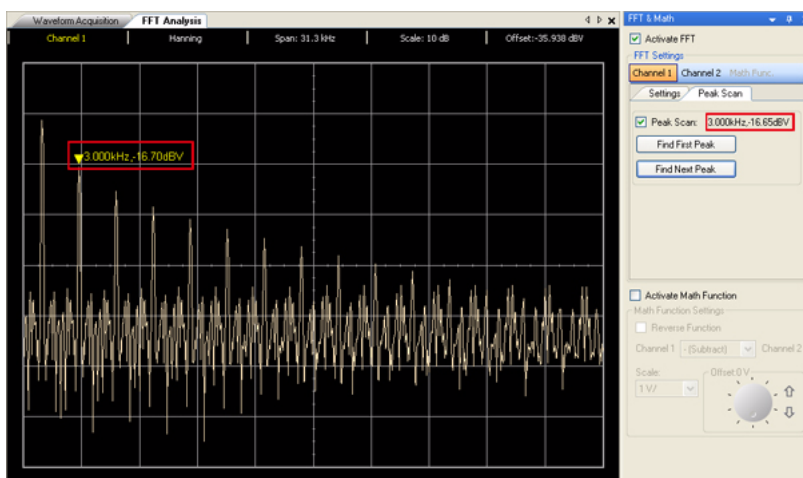 Waveform Acquisition
FFT Analysis
Channel 1
Hanning
Span: 31.3 kHz
Scale: 10 dB
Offset:-35.938 dBV
3.000kHz,-16.70dBV
FFT & Math
Activate FFT
FFT Settings
Channel 1 Channel 2 Math Func.
Settings Peak Scan
Peak Scan: 3.000kHz,-16.65dBV
Find First Peak
Find Next Peak
Activate Math Function
Math Function Settings
Reverse Function
Channel 1 - (Subtract) Channel 2
Scale: Offset:0 V
1 V/